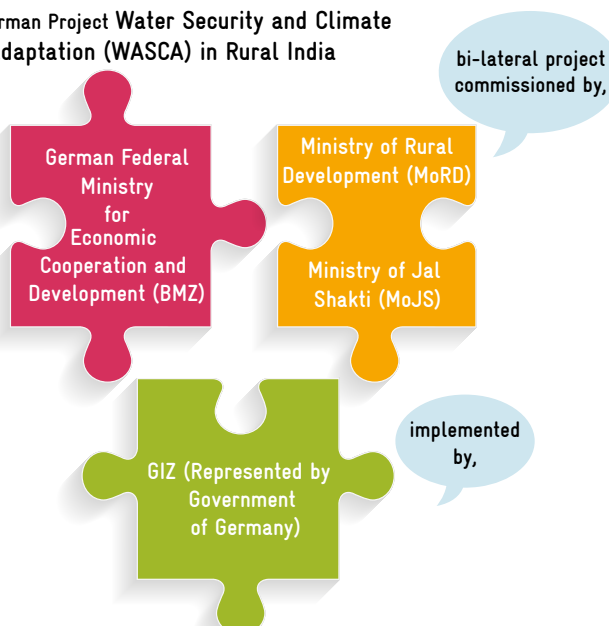 rman Project Water Security and Climate
daptation (WASCA) in Rural India
bi-lateral project
commissioned by,
German Federal
Ministry
for
Economic
Cooperation and
Development (BMZ)
Ministry of Rural
Development (MoRD)
Ministry of Jal
Shakti (MoJS)
implemented
by,
GIZ (Represented by
Government
of Germany)